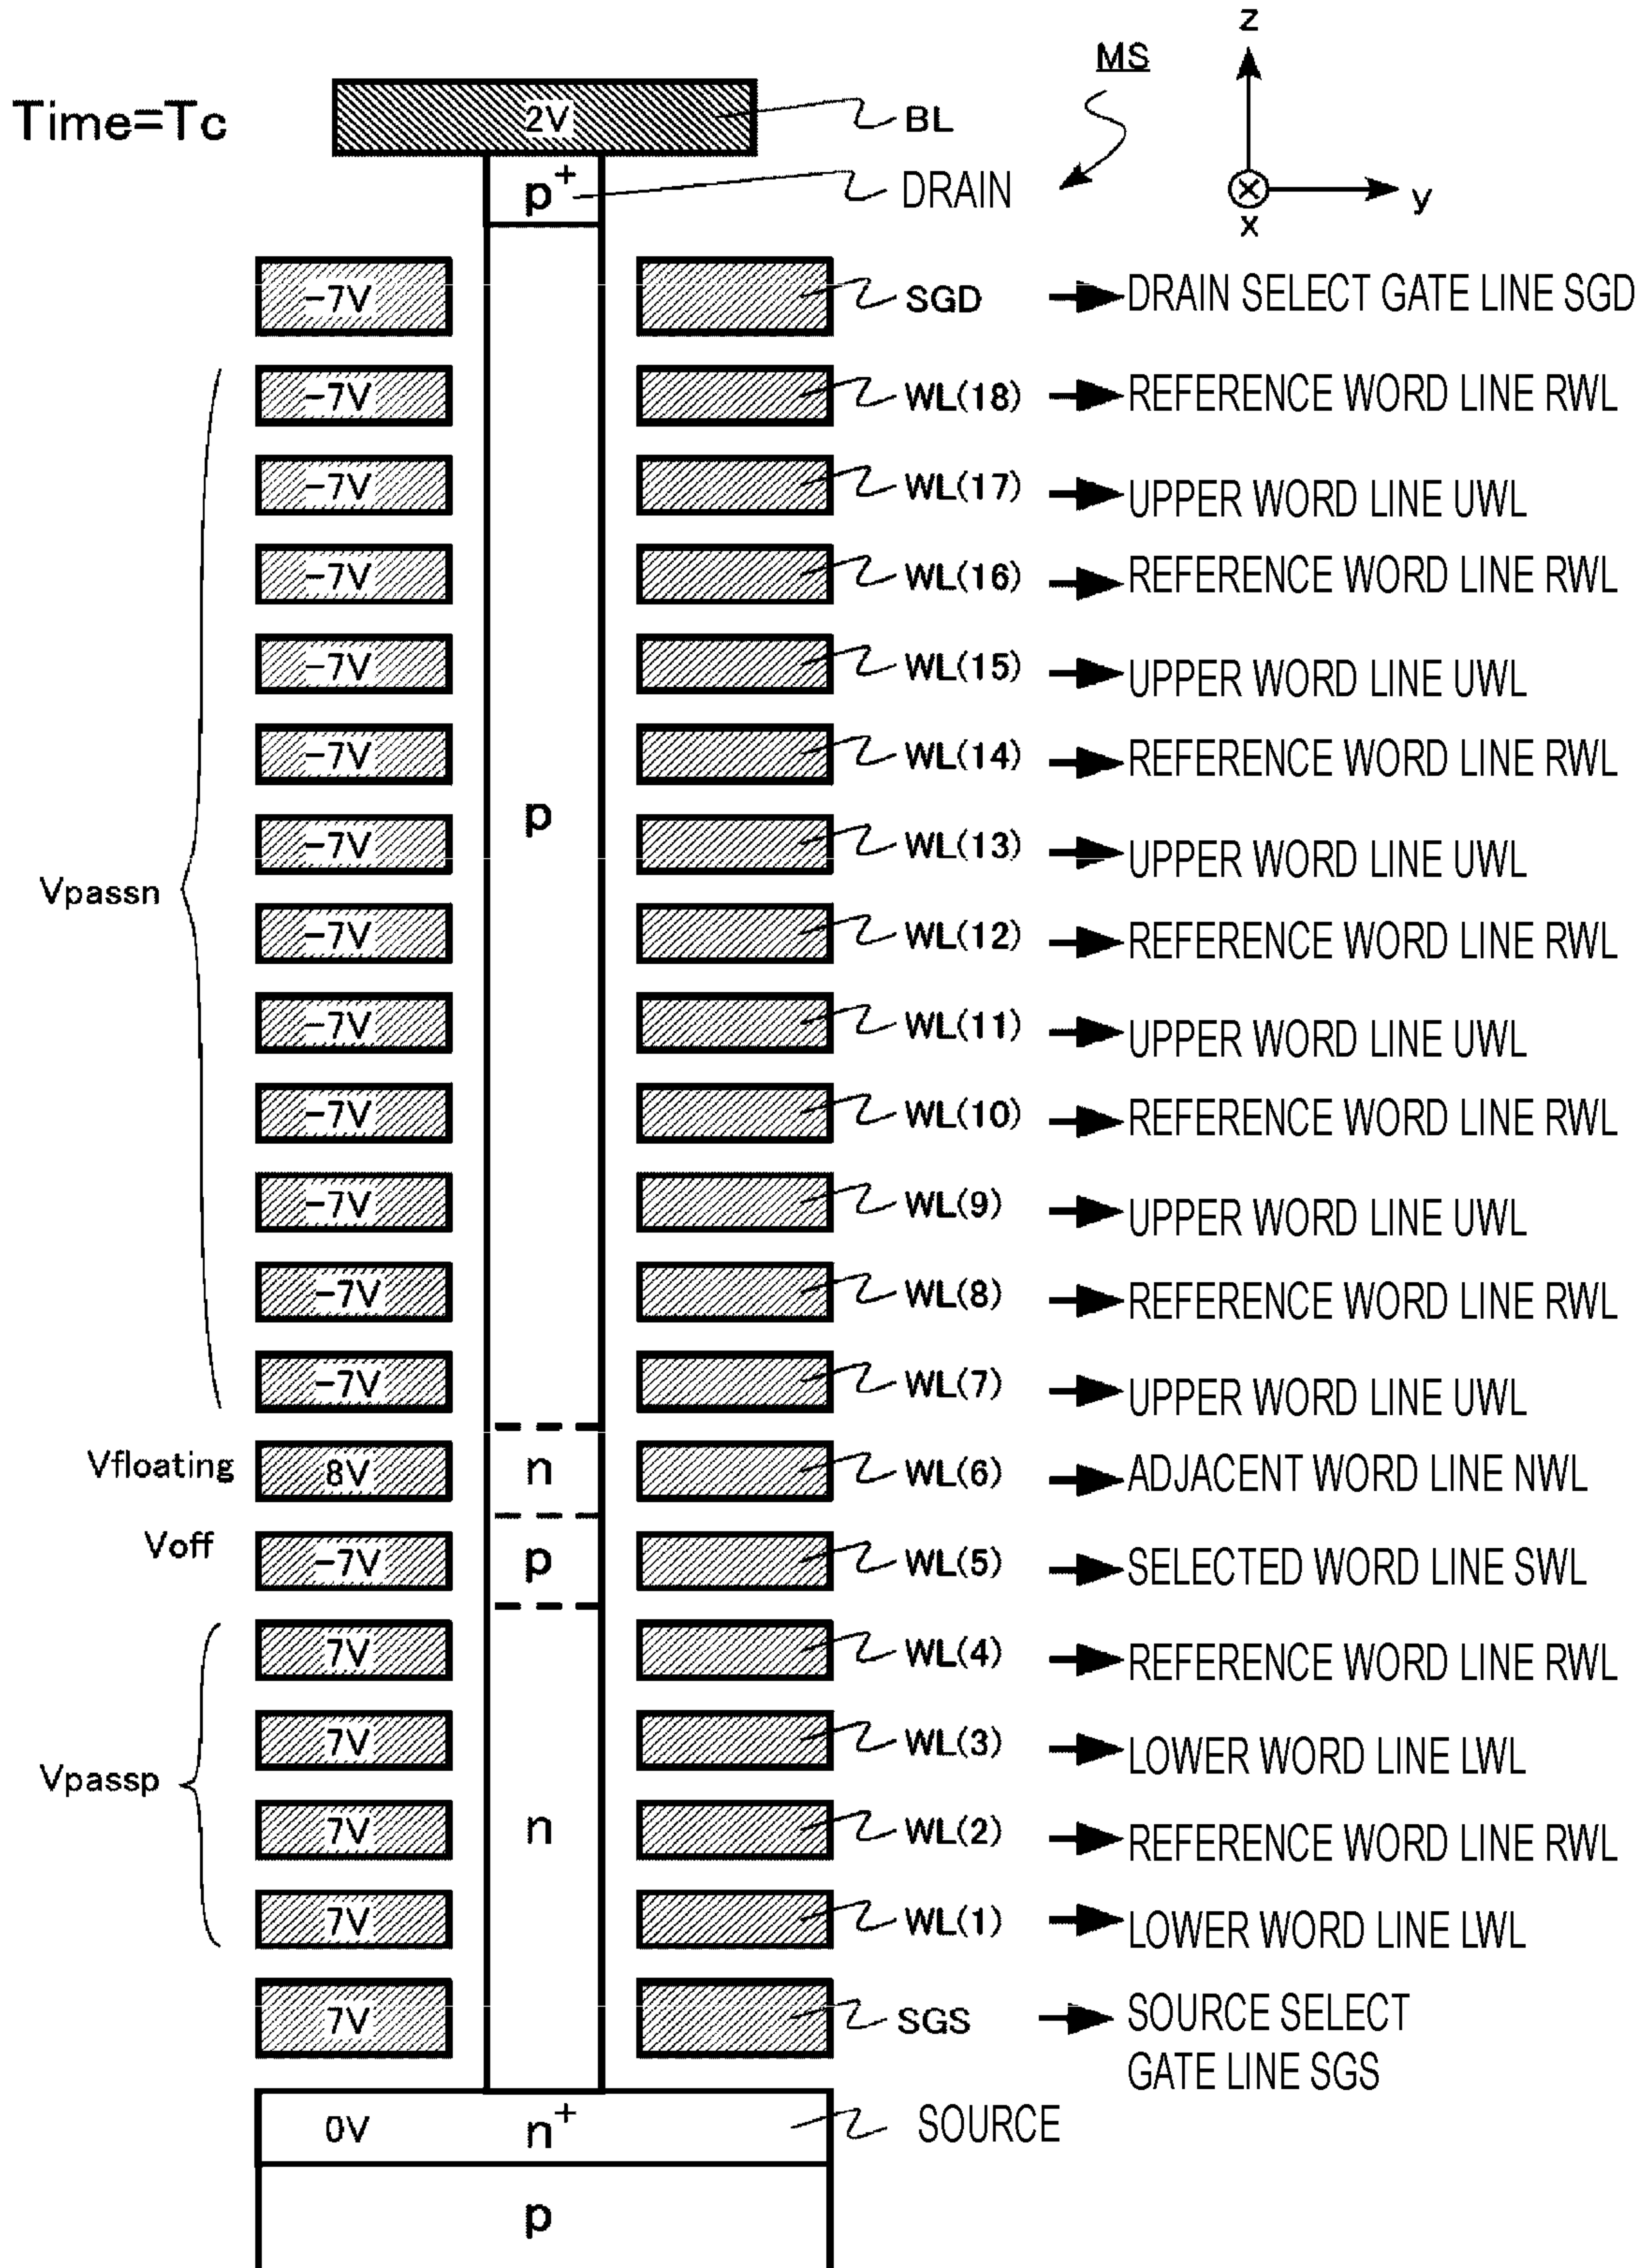 z
MS
Time=Tc
2V
BL
p+
DRAIN
y
x
-7V
SGD
DRAIN SELECT GATE LINE SGD
-7V
WL(18)
REFERENCE WORD LINE RWL
-7V
WL(17)
UPPER WORD LINE UWL
-7V
WL(16)
REFERENCE WORD LINE RWL
-7V
WL(15)
UPPER WORD LINE UWL
-7V
WL(14)
REFERENCE WORD LINE RWL
p
-7V
WL(13)
UPPER WORD LINE UWL
Vpassn
-7V
WL(12)
REFERENCE WORD LINE RWL
-7V
WL(11)
UPPER WORD LINE UWL
-7V
WL(10)
REFERENCE WORD LINE RWL
-7V
WL(9)
UPPER WORD LINE UWL
-7V
WL(8)
REFERENCE WORD LINE RWL
-7V
WL(7)
UPPER WORD LINE UWL
Vfloating
8V
n
WL(6)
ADJACENT WORD LINE NWL
Voff
-7V
p
WL(5)
SELECTED WORD LINE SWL
7V
WL(4)
REFERENCE WORD LINE RWL
7V
WL(3)
LOWER WORD LINE LWL
Vpassp
7V
n
WL(2)
REFERENCE WORD LINE RWL
7V
WL(1)
LOWER WORD LINE LWL
7V
SGS
SOURCE SELECT
GATE LINE SGS
0V
n+
SOURCE
p